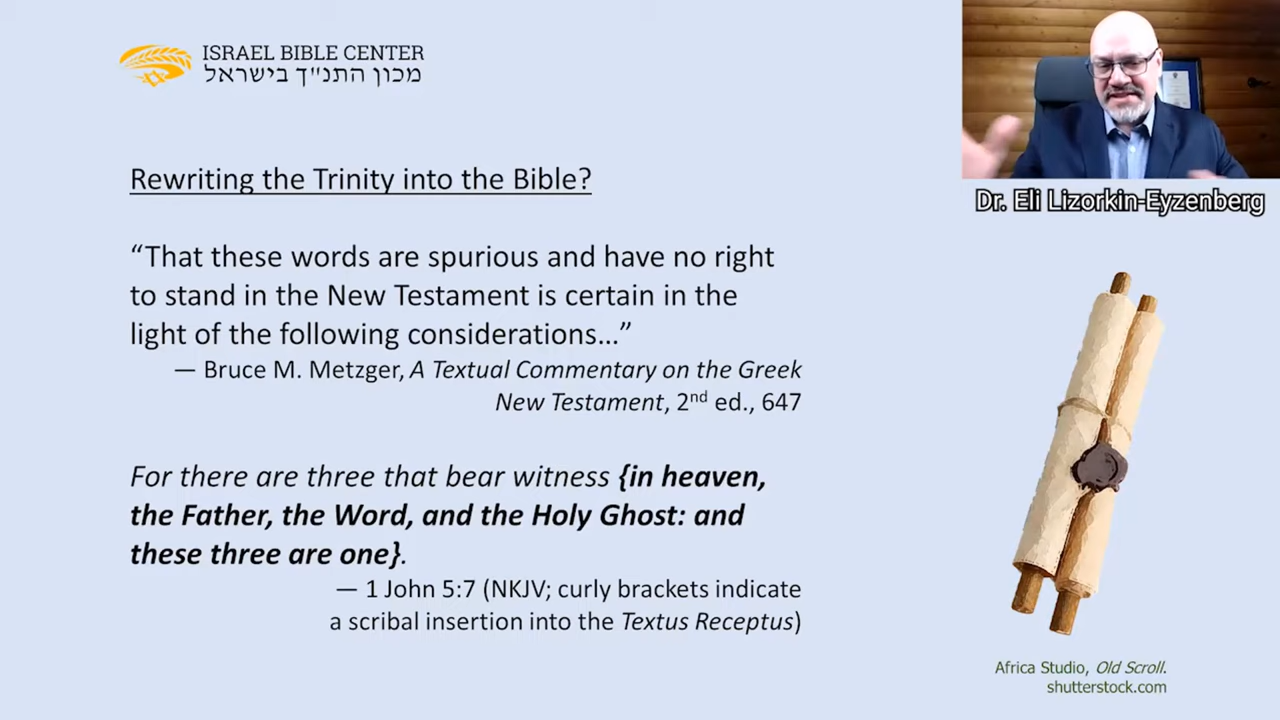 ISRAEL BIBLE CENTER
מכון התנ"ך בישראל
Rewriting the Trinity into the Bible?
“That these words are spurious and have no right
to stand in the New Testament is certain in the
light of the following considerations…”
— Bruce M. Metzger, A Textual Commentary on the Greek
New Testament, 2nd ed., 647
For there are three that bear witness {in heaven,
the Father, the Word, and the Holy Ghost: and
these three are one}.
— 1 John 5:7 (NKJV; curly brackets indicate
a scribal insertion into the Textus Receptus)
Dr. Eli Lizorkin-Eyzenberg
Africa Studio, Old Scroll.
shutterstock.com